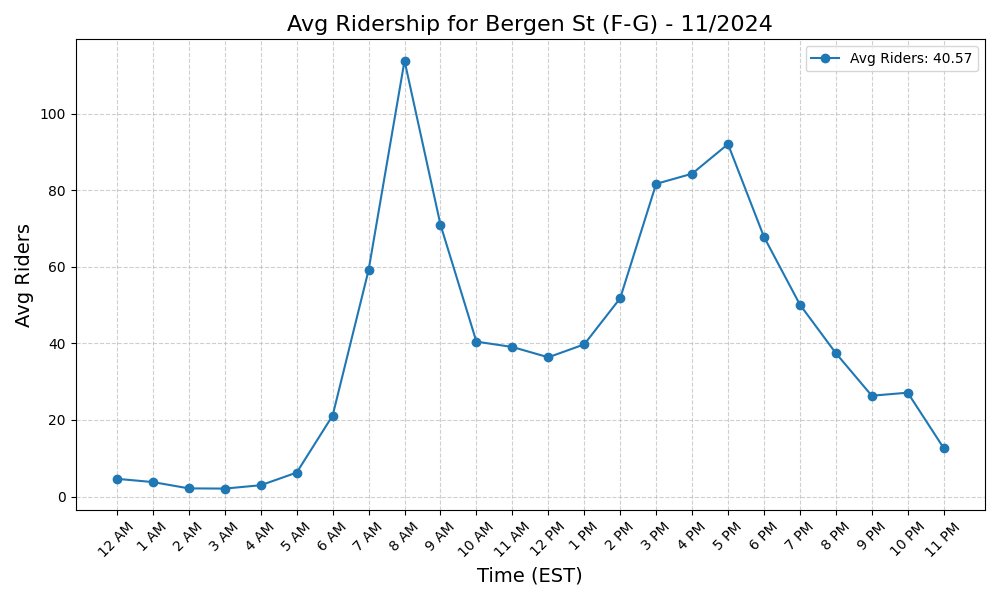 Avg Ridership for Bergen St (F-G) - 11/2024
Avg Riders: 40.57
Avg Riders
100
80
60
40
20
0
12 AM
1 AM
2 AM
3 AM
4 AM
5 AM
6 AM
7 AM
8 AM
9 AM
10 AM
11 AM
12 PM
1 PM
2 PM
3 PM
4 PM
5 PM
6 PM
7 PM
8 PM
9 PM
10 PM
11 PM
Time (EST)